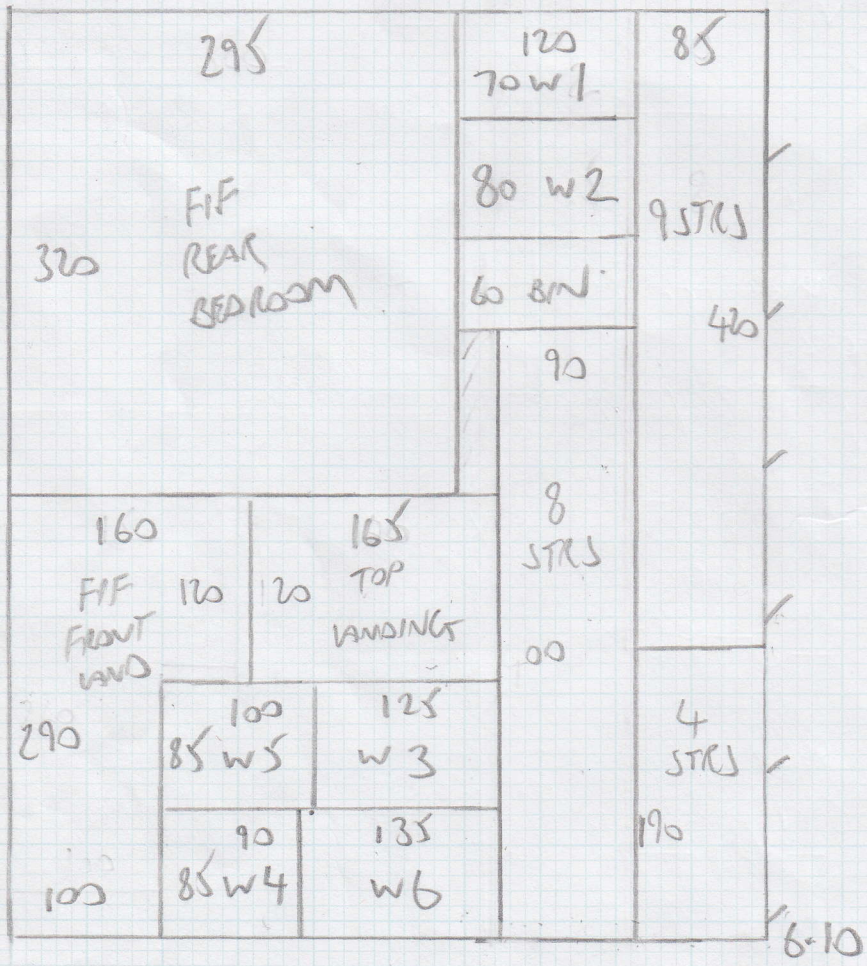 295
320
F/F
REAR
BEDROOM
120
70 W1
80 W2
60 BIN
85
9 STRS
420
90
8
STRS
160
F/F
FRONT
LAND
120
290
100
165
120
TOP
LANDING
100
85 W5
125
W3
90
85 W4
135
W6
4
STRS
190
6.10